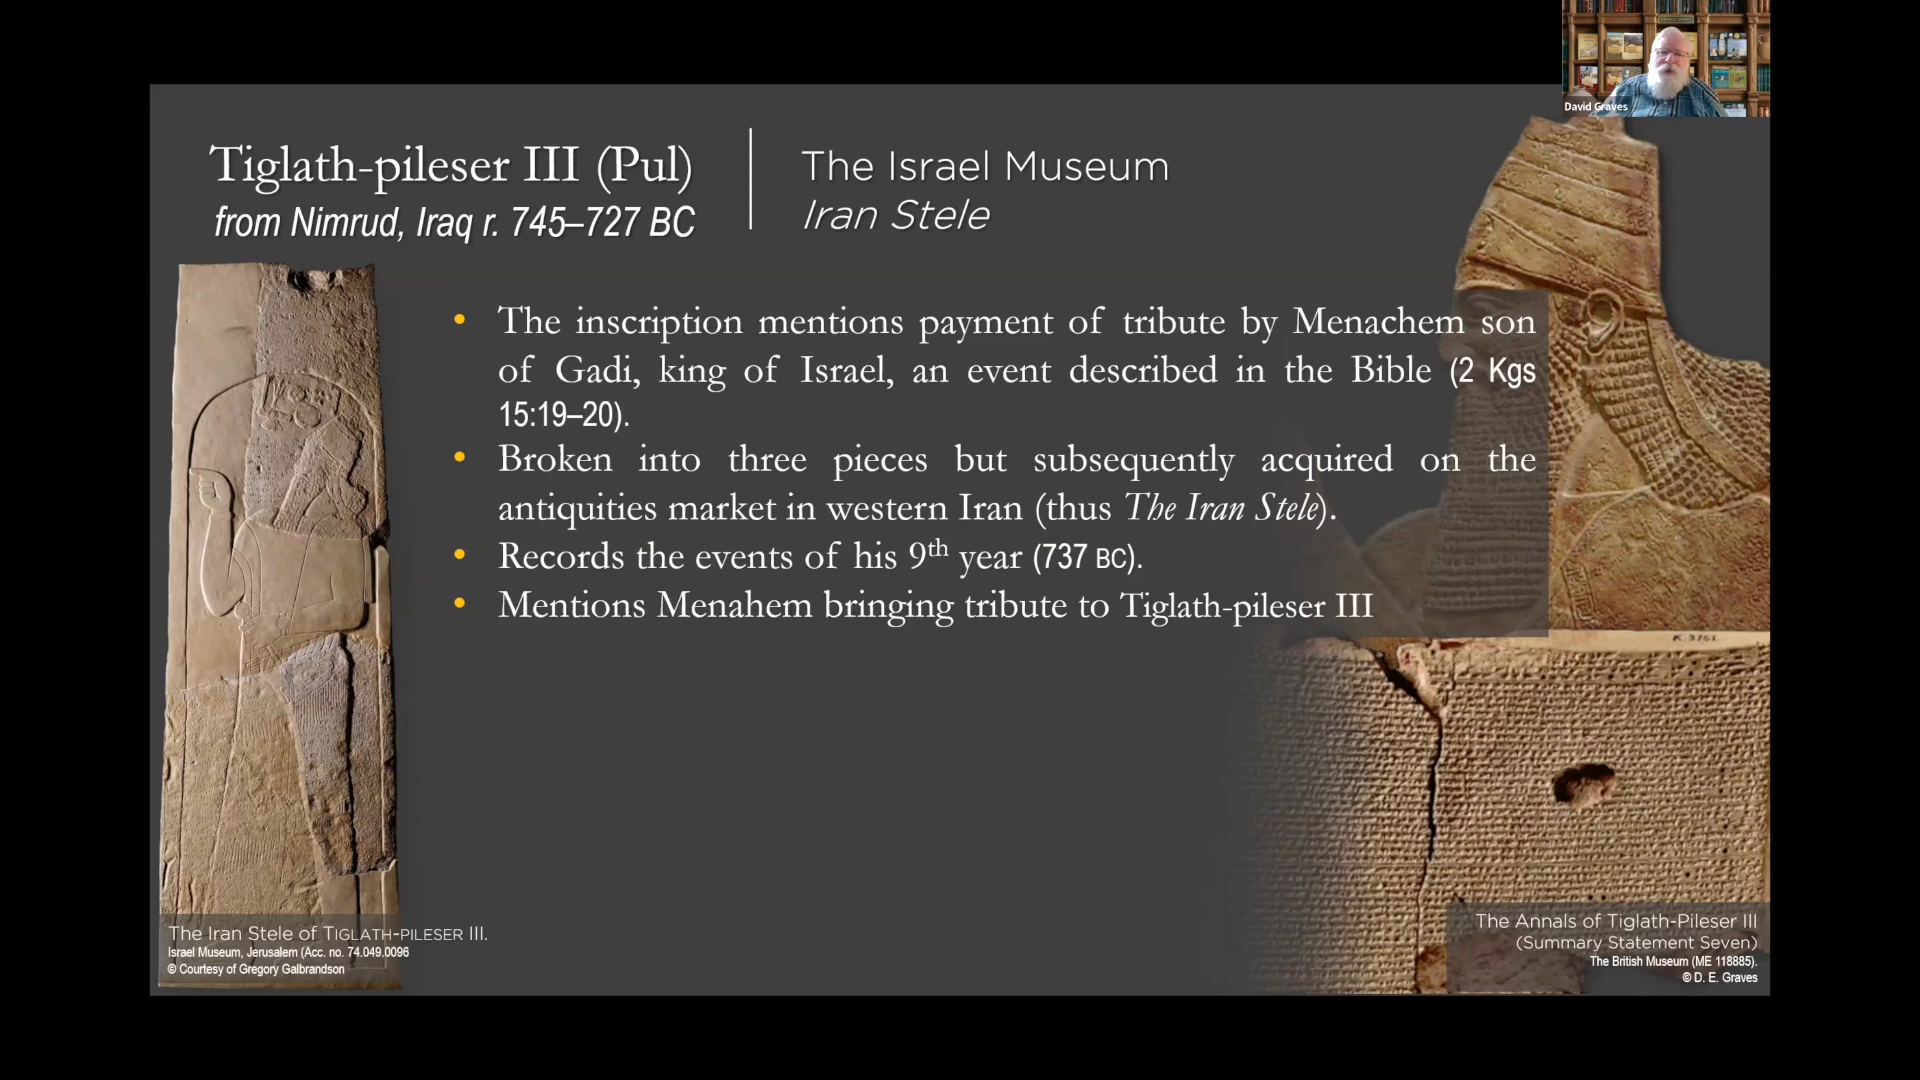 David Graves
Tiglath-pileser III (Pul)
from Nimrud, Iraq r. 745–727 BC
The Israel Museum
Iran Stele
• The inscription mentions payment of tribute by Menachem son
of Gadi, king of Israel, an event described in the Bible (2 Kgs
15:19–20).
• Broken into three pieces but subsequently acquired on the
antiquities market in western Iran (thus The Iran Stele).
• Records the events of his 9th year (737 BC).
• Mentions Menahem bringing tribute to Tiglath-pileser III
K. 3751.
The Iran Stele of TIGLATH-PILESER III.
Israel Museum, Jerusalem (Acc. no. 74.049.0096
© Courtesy of Gregory Galbrandson
The Annals of Tiglath-Pileser III
(Summary Statement Seven)
The British Museum (ME 118885).
© D. E. Graves